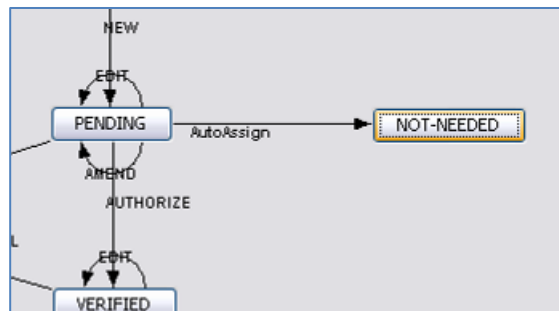 NEW
EDIT
PENDING
AutoAssign
NOT-NEEDED
AMEND
AUTHORIZE
L
EDIT
VERIFIED